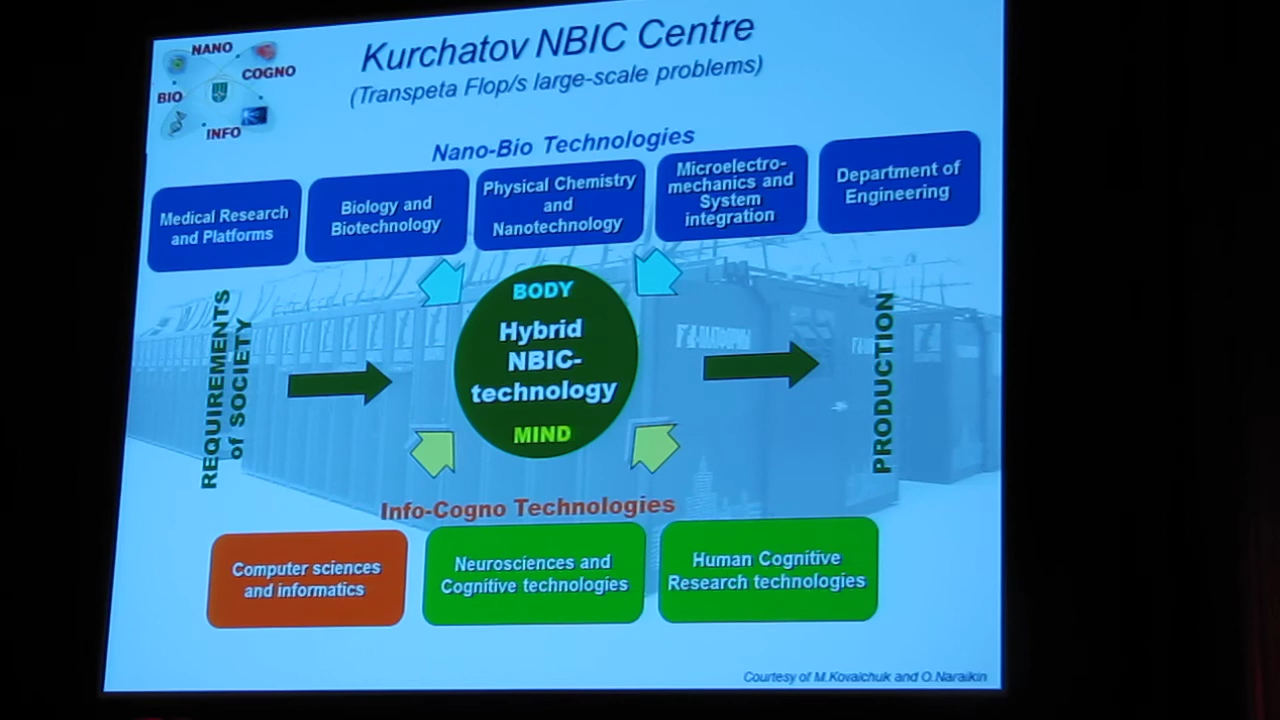 NANO
COGNO
BIO
INFO
Kurchatov NBIC Centre
(Transpeta Flop/s large-scale problems)
Nano-Bio Technologies
Medical Research
and Platforms
Biology and
Biotechnology
Physical Chemistry
and
Nanotechnology
Microelectro-
mechanics and
System
integration
Department of
Engineering
REQUIREMENTS
of SOCIETY
BODY
Hybrid
NBIC-
technology
MIND
PRODUCTION
Info-Cogno Technologies
Computer sciences
and informatics
Neurosciences and
Cognitive technologies
Human Cognitive
Research technologies
Courtesy of M.Kovalchuk and O.Naraikin